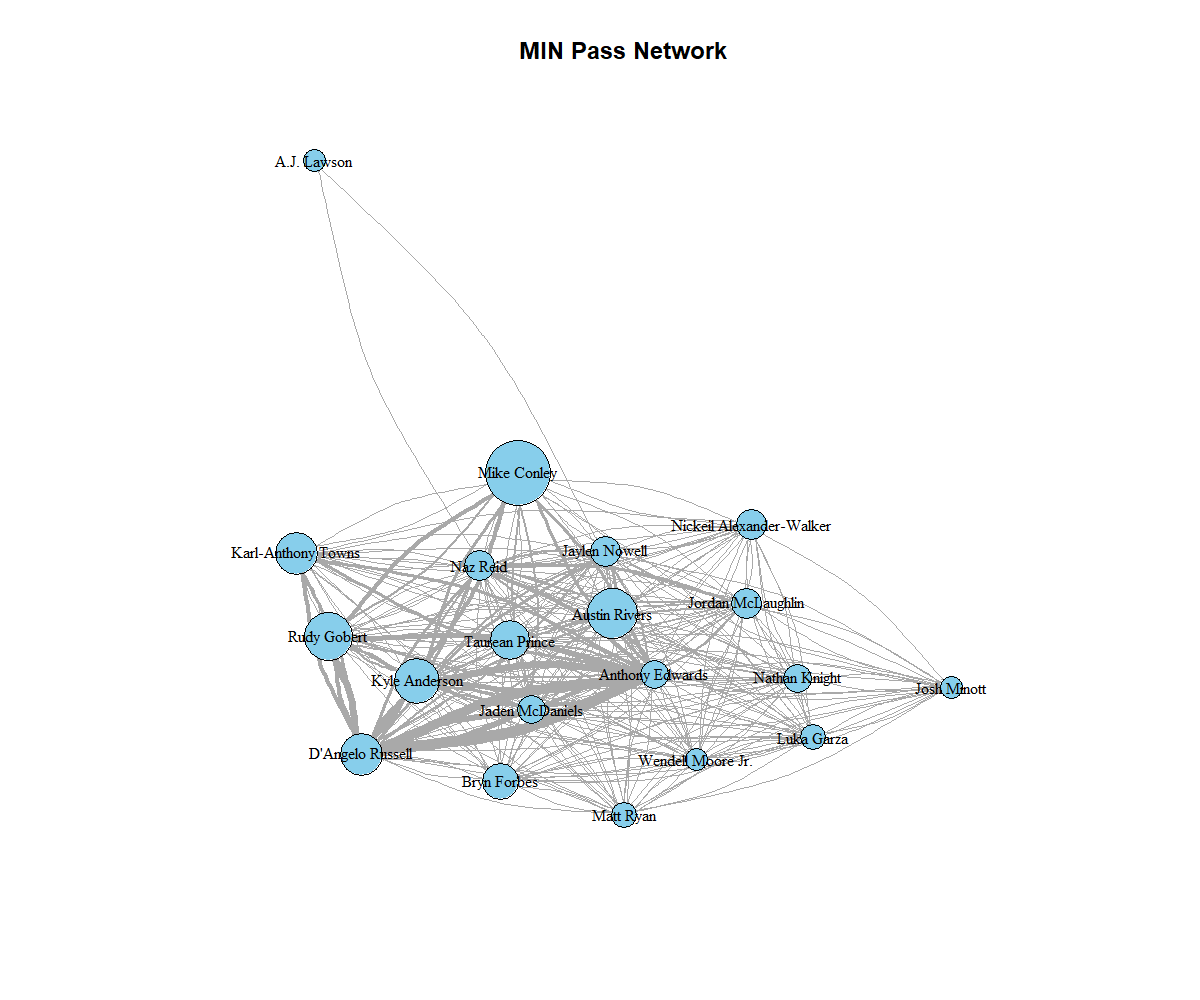 MIN Pass Network
A.J. Lawson
Mike Conley
Nickeil Alexander-Walker
Karl-Anthony Towns
Jaylen Nowell
Naz Reid
Jordan McLaughlin
Austin Rivers
Rudy Gobert
Taurean Prince
Anthony Edwards
Nathan Knight
Kyle Anderson
Josh Minott
Jaden McDaniels
Luka Garza
D'Angelo Russell
Wendell Moore Jr.
Bryn Forbes
Matt Ryan